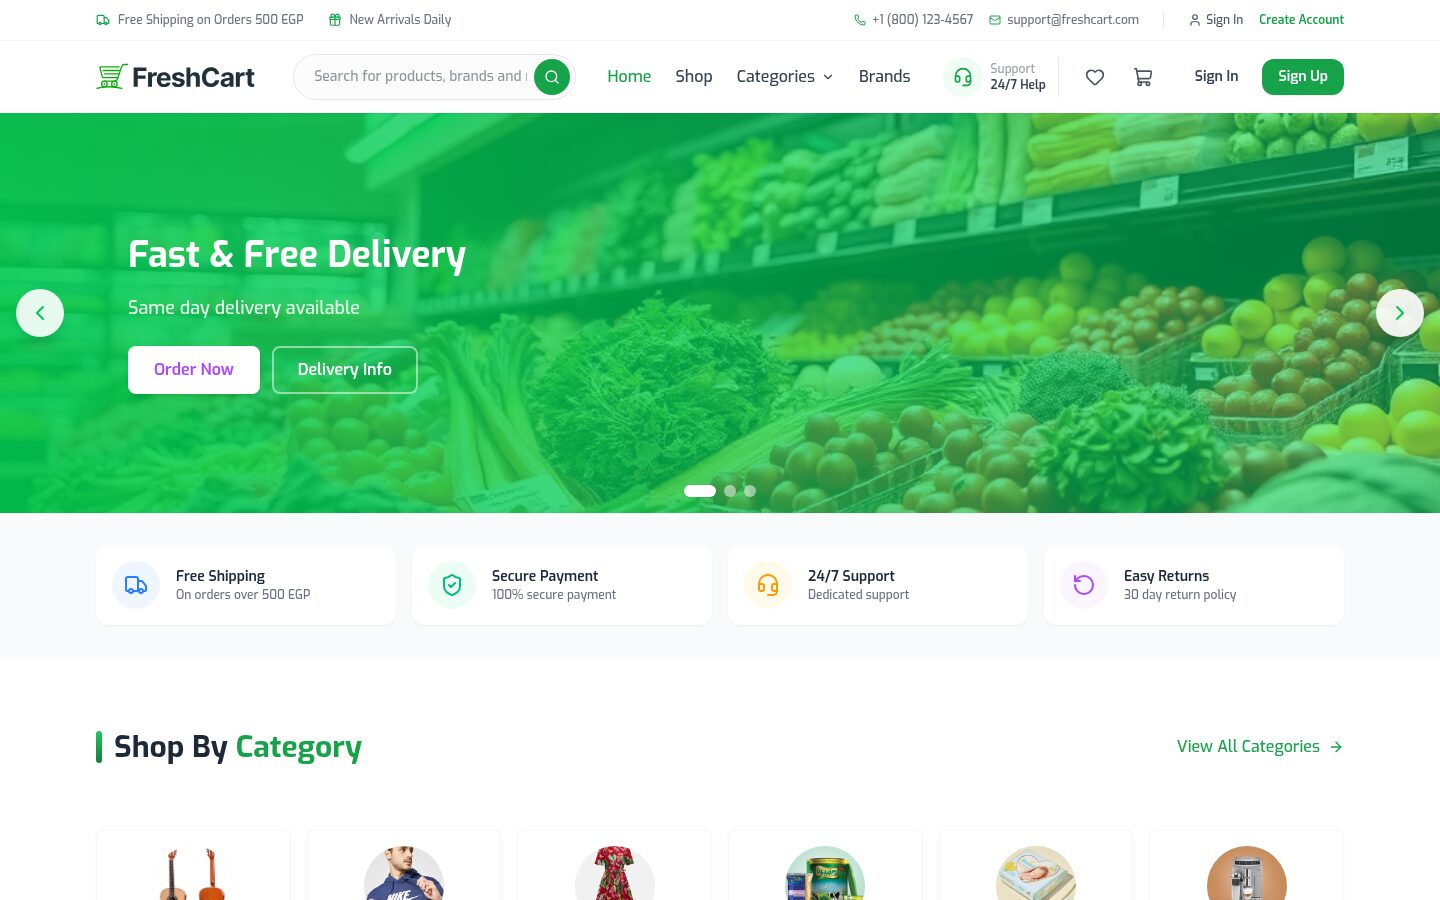 Free Shipping on Orders 500 EGP
New Arrivals Daily
+1 (800) 123-4567
support@freshcart.com
Sign In
Create Account
FreshCart
Search for products, brands and
Home
Shop
Categories
Brands
Support
24/7 Help
Sign In
Sign Up
Fast & Free Delivery
Same day delivery available
Order Now
Delivery Info
Free Shipping
On orders over 500 EGP
Secure Payment
100% secure payment
24/7 Support
Dedicated support
Easy Returns
30 day return policy
Shop By Category
View All Categories
NIKE